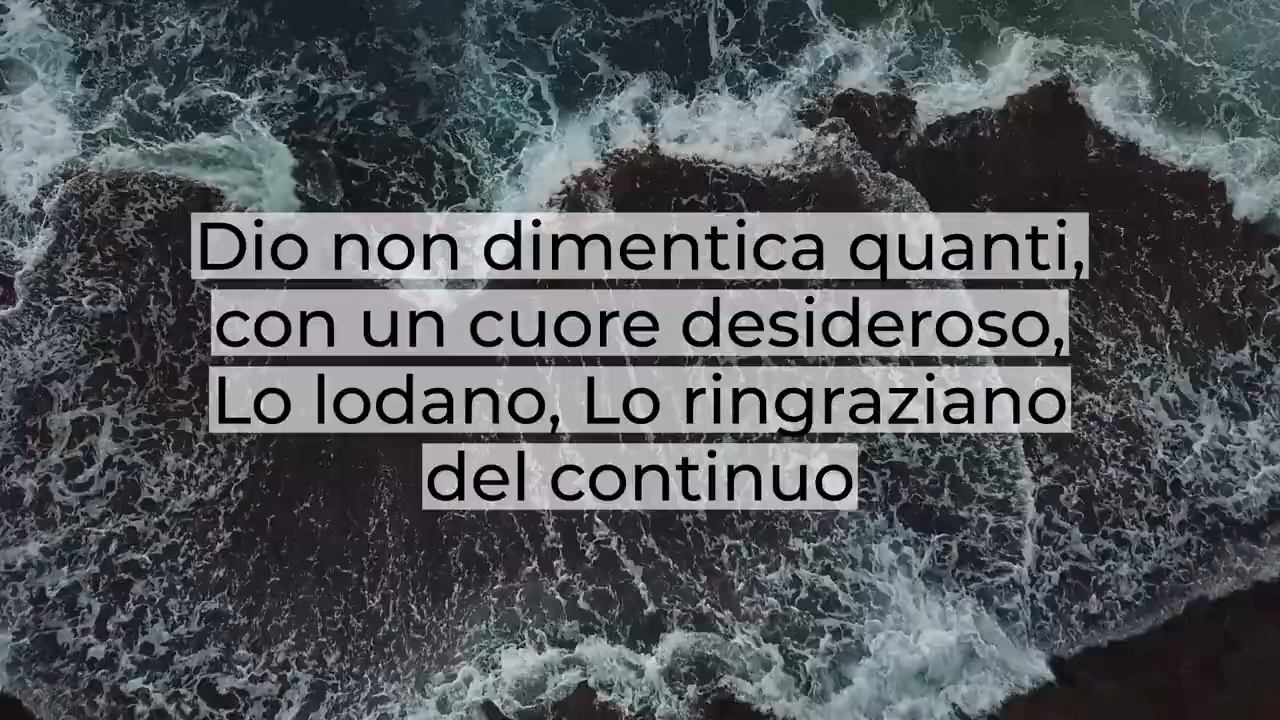 Dio non dimentica quanti,
con un cuore desideroso,
Lo lodano, Lo ringraziano
del continuo